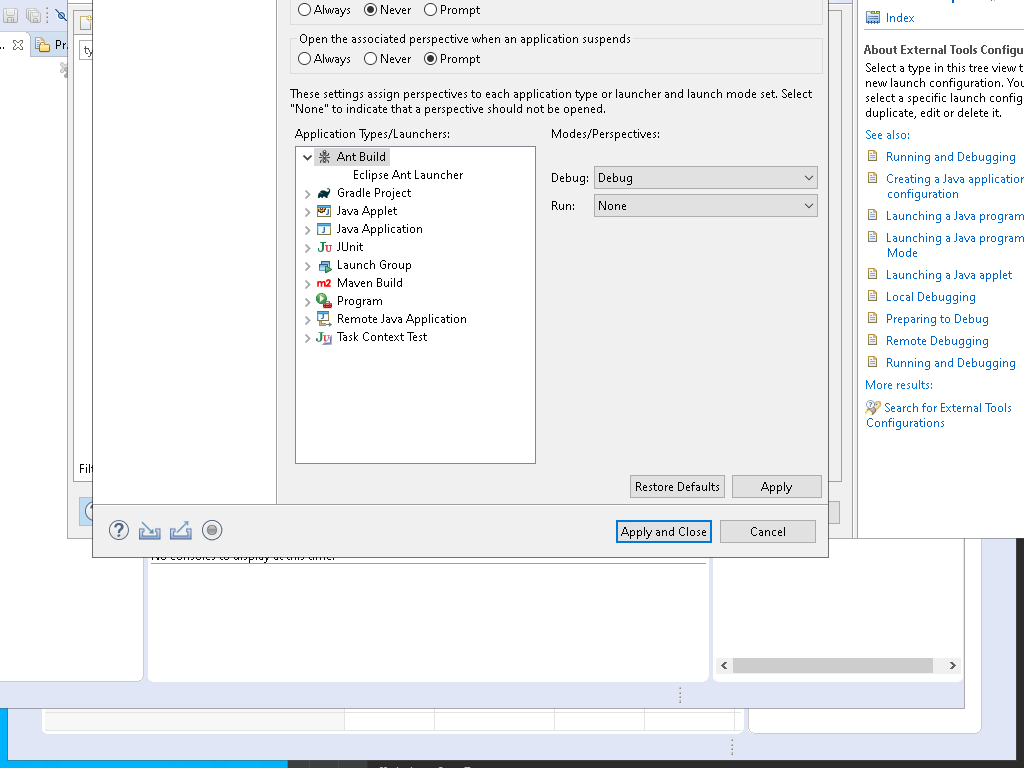 Always Never Prompt
Open the associated perspective when an application suspends
Always Never Prompt
These settings assign perspectives to each application type or launcher and launch mode set. Select
"None" to indicate that a perspective should not be opened.
Application Types/Launchers:
Modes/Perspectives:
Ant Build
Eclipse Ant Launcher
Gradle Project
Java Applet
Java Application
JUnit
Launch Group
Maven Build
Program
Remote Java Application
Task Context Test
Debug: Debug
Run: None
Restore Defaults
Apply
Apply and Close
Cancel
Index
About External Tools Configu
Select a type in this tree view t
new launch configuration. You
select a specific launch config
duplicate, edit or delete it.
See also:
Running and Debugging
Creating a Java application
configuration
Launching a Java program
Launching a Java program
Mode
Launching a Java applet
Local Debugging
Preparing to Debug
Remote Debugging
Running and Debugging
More results:
Search for External Tools
Configurations
Pr
ty
Filt
No consoles to display at this time.